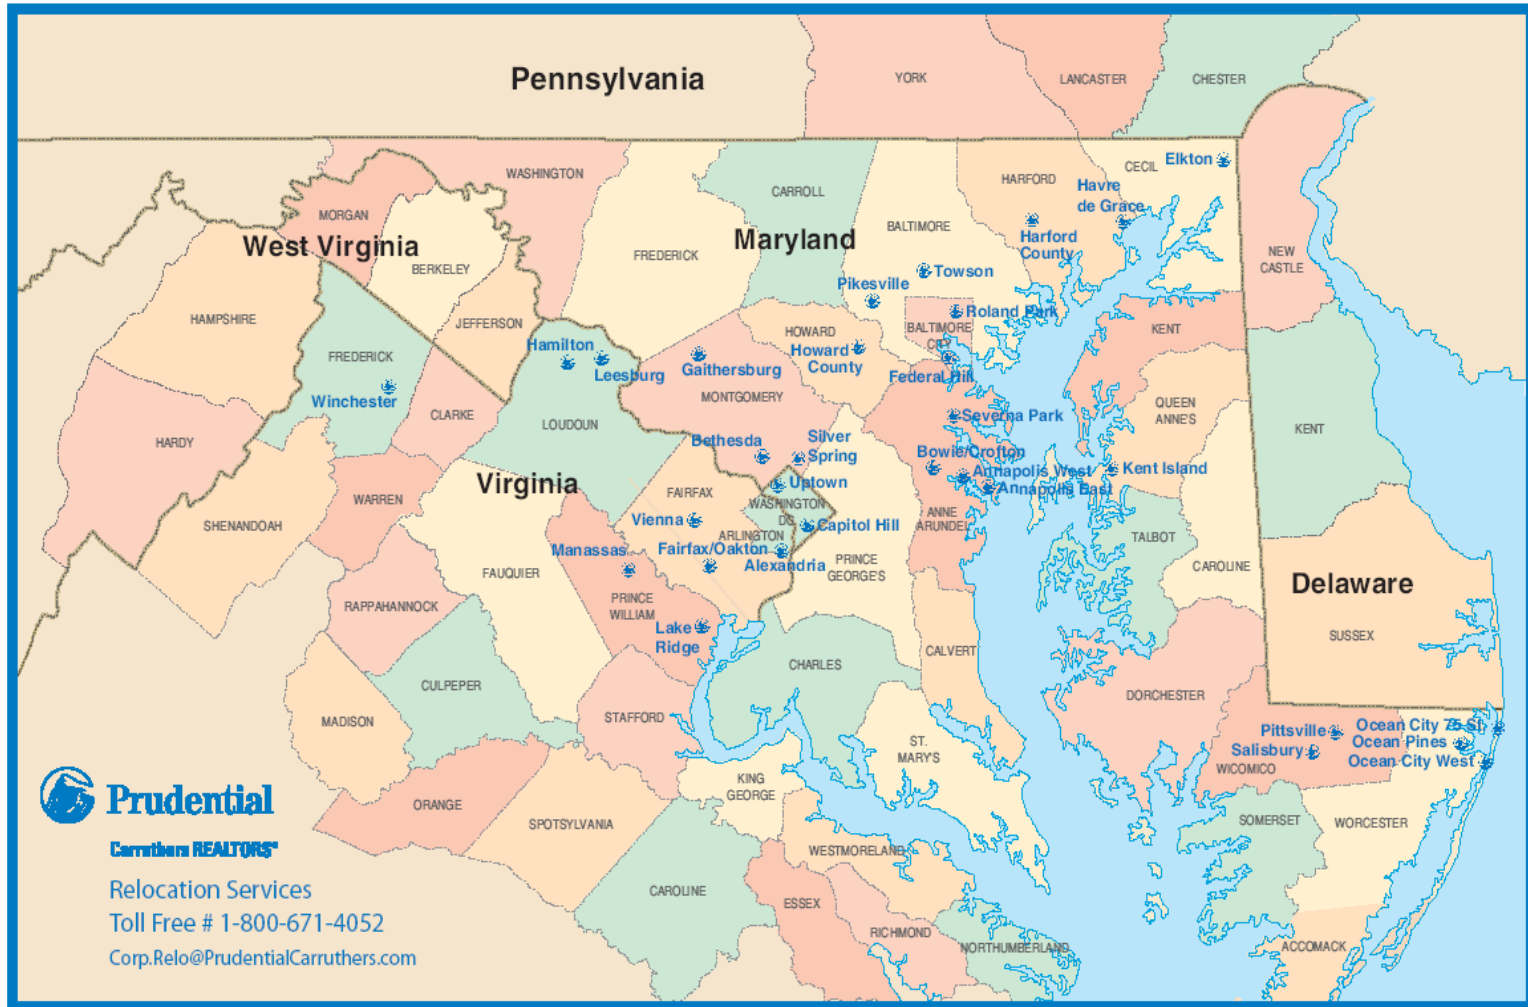 Pennsylvania
YORK
LANCASTER
CHESTER
WASHINGTON
CARROLL
HARFORD
CECIL
Elkton
MORGAN
West Virginia
BERKELEY
FREDERICK
Maryland
BALTIMORE
Havre
de Grace
Harford
County
NEW
CASTLE
Towson
Pikesville
HAMPSHIRE
JEFFERSON
Roland Park
BALTIMORE
CITY
KENT
FREDERICK
Hamilton
Leesburg
Gaithersburg
HOWARD
Howard
County
Federal Hill
Winchester
CLARKE
MONTGOMERY
QUEEN
ANNE'S
HARDY
LOUDOUN
Severna Park
KENT
Bethesda
Silver
Spring
Bowie/Crofton
Annapolis West
Annapolis East
Kent Island
Virginia
WARREN
FAIRFAX
Uptown
WASHINGTON
DC
SHENANDOAH
Vienna
Capitol Hill
ANNE
ARUNDEL
ARLINGTON
TALBOT
Manassas
Fairfax/Oakton
Alexandria
PRINCE
GEORGE'S
CAROLINE
Delaware
FAUQUIER
RAPPAHANNOCK
PRINCE
WILLIAM
Lake
Ridge
SUSSEX
CALVERT
CHARLES
CULPEPER
DORCHESTER
MADISON
STAFFORD
Pittsville
Ocean City 75 St.
Salisbury
Ocean Pines
WICOMICO
Ocean City West
ST.
MARY'S
KING
GEORGE
ORANGE
SPOTSYLVANIA
SOMERSET
WORCESTER
WESTMORELAND
CAROLINE
ESSEX
RICHMOND
NORTHUMBERLAND
ACCOMACK
Prudential
Carruthers REALTORS®
Relocation Services
Toll Free # 1-800-671-4052
Corp.Relo@PrudentialCarruthers.com